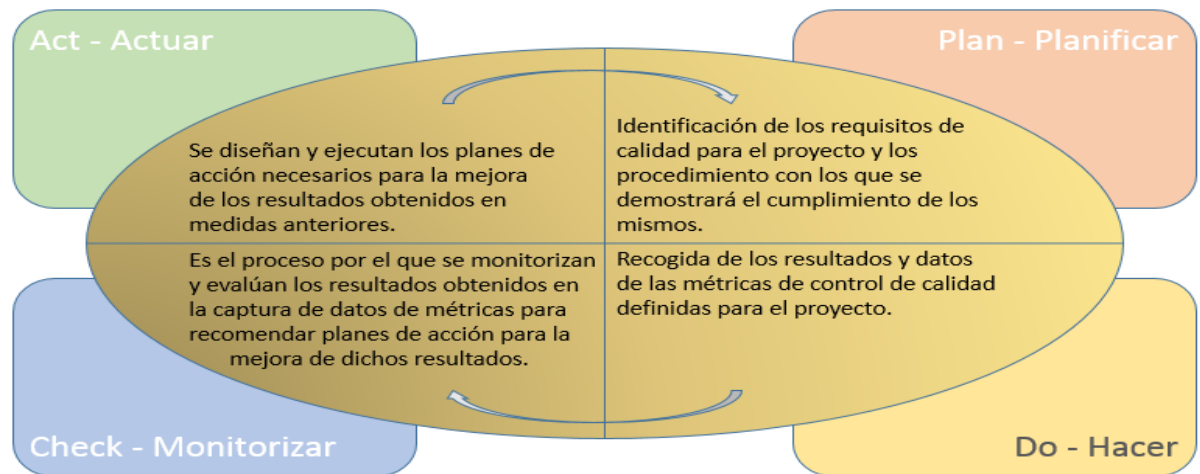 Act - Actuar
Plan - Planificar
Se diseñan y ejecutan los planes de
acción necesarios para la mejora
de los resultados obtenidos en
medidas anteriores.
Identificación de los requisitos de
calidad para el proyecto y los
procedimiento con los que se
demostrará el cumplimiento de los
mismos.
Es el proceso por el que se monitorizan
y evalúan los resultados obtenidos en
la captura de datos de métricas para
recomendar planes de acción para la
mejora de dichos resultados.
Recogida de los resultados y datos
de las métricas de control de calidad
definidas para el proyecto.
Check - Monitorizar
Do - Hacer